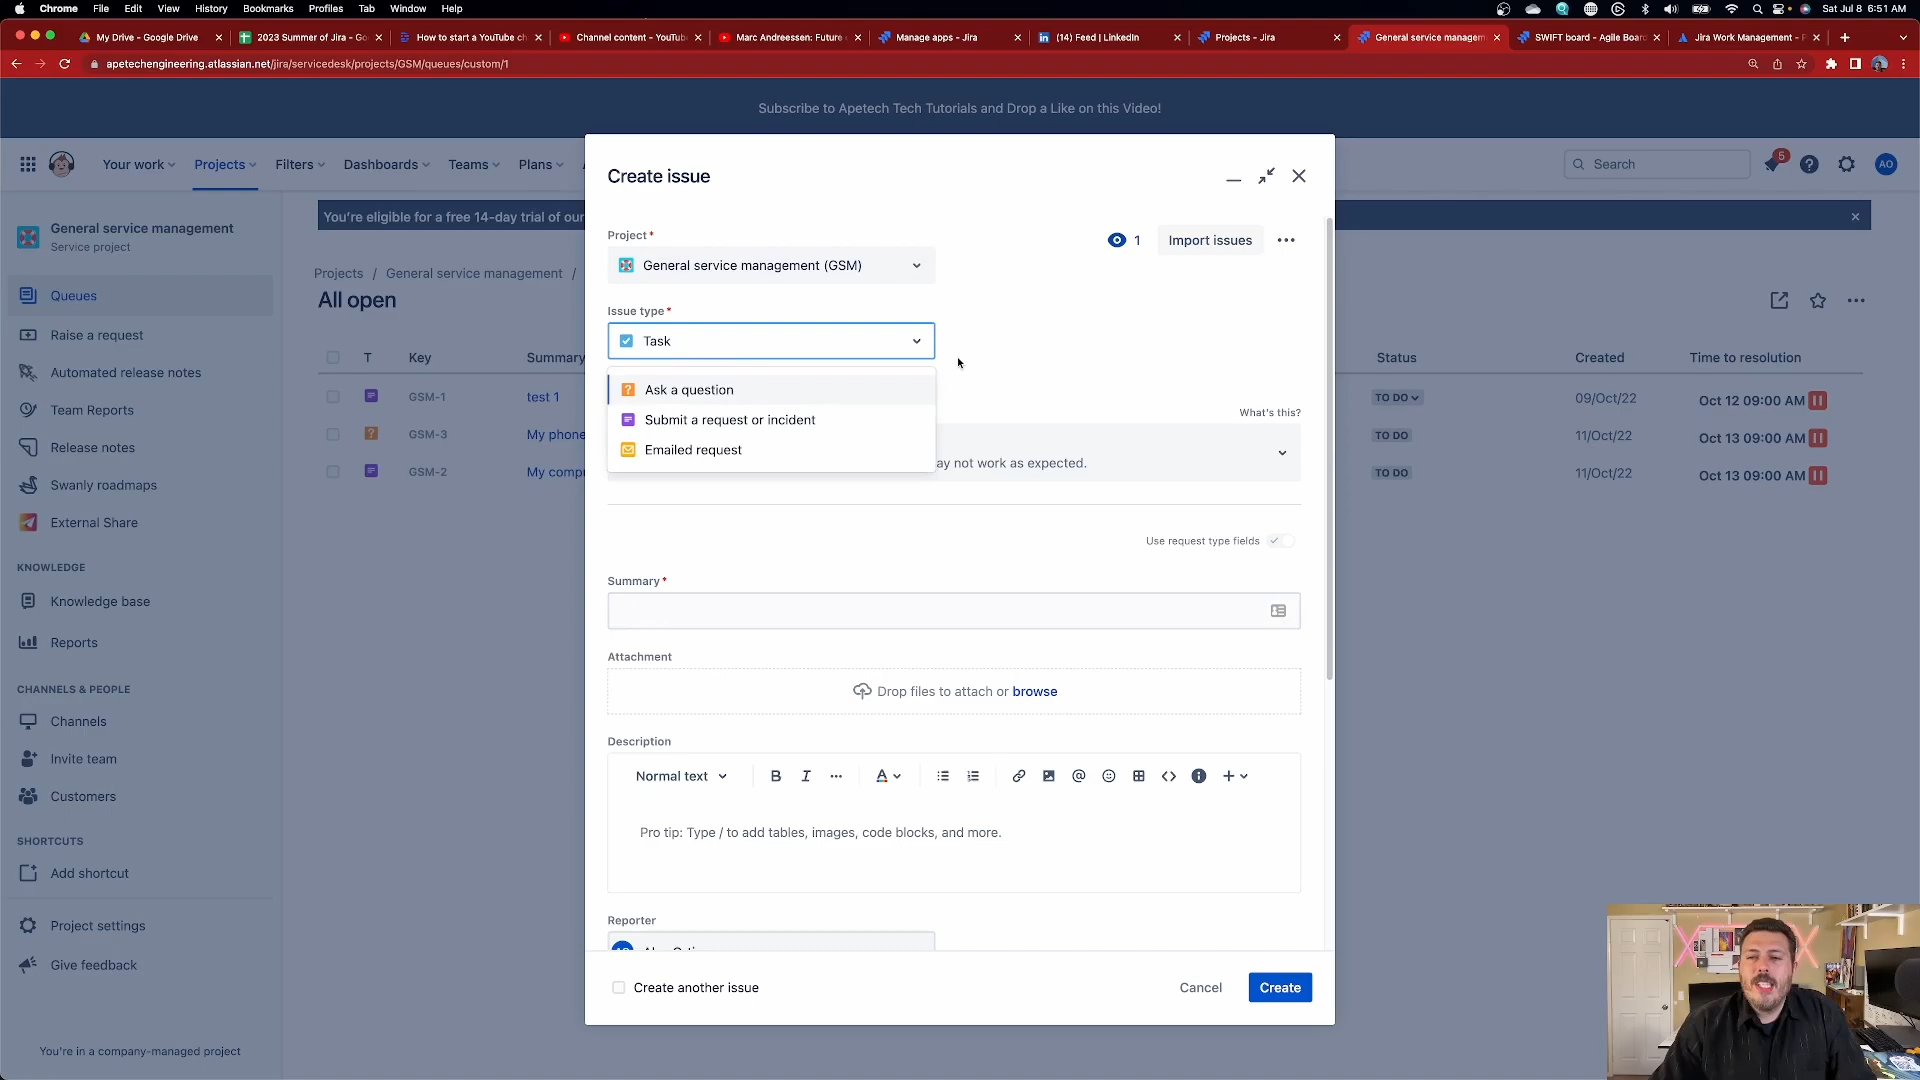 Chrome File Edit View History Bookmarks Profiles Tab Window Help
Sat Jul 8 6:51 AM
My Drive - Google Drive
2023 Summer of Jira - Go
How to start a YouTube ch
Channel content - YouTube
Marc Andreessen: Future
Manage apps - Jira
(14) Feed | LinkedIn
Projects - Jira
General service management
SWIFT board - Agile Board
Jira Work Management - P
apetechengineering.atlassian.net/jira/servicedesk/projects/GSM/queues/custom/1
Subscribe to Apetech Tech Tutorials and Drop a Like on this Video!
Your work Projects Filters Dashboards Teams Plans
Search
5
AO
General service management
Service project
Queues
Raise a request
Automated release notes
Team Reports
Release notes
Swanly roadmaps
External Share
KNOWLEDGE
Knowledge base
Reports
CHANNELS & PEOPLE
Channels
Invite team
Customers
SHORTCUTS
Add shortcut
Project settings
Give feedback
You're in a company-managed project
You're eligible for a free 14-day trial of our
Projects / General service management /
All open
T Key Summary Status Created Time to resolution
GSM-1 test 1 TO DO 09/Oct/22 Oct 12 09:00 AM
GSM-3 My phone TO DO 11/Oct/22 Oct 13 09:00 AM
GSM-2 My comp TO DO 11/Oct/22 Oct 13 09:00 AM
Create issue
Project *
General service management (GSM)
1
Import issues
Issue type *
Task
Ask a question
Submit a request or incident
Emailed request
What's this?
ay not work as expected.
Use request type fields
Summary *
Attachment
Drop files to attach or browse
Description
Normal text
B I A
Pro tip: Type / to add tables, images, code blocks, and more.
Reporter
Create another issue
Cancel
Create